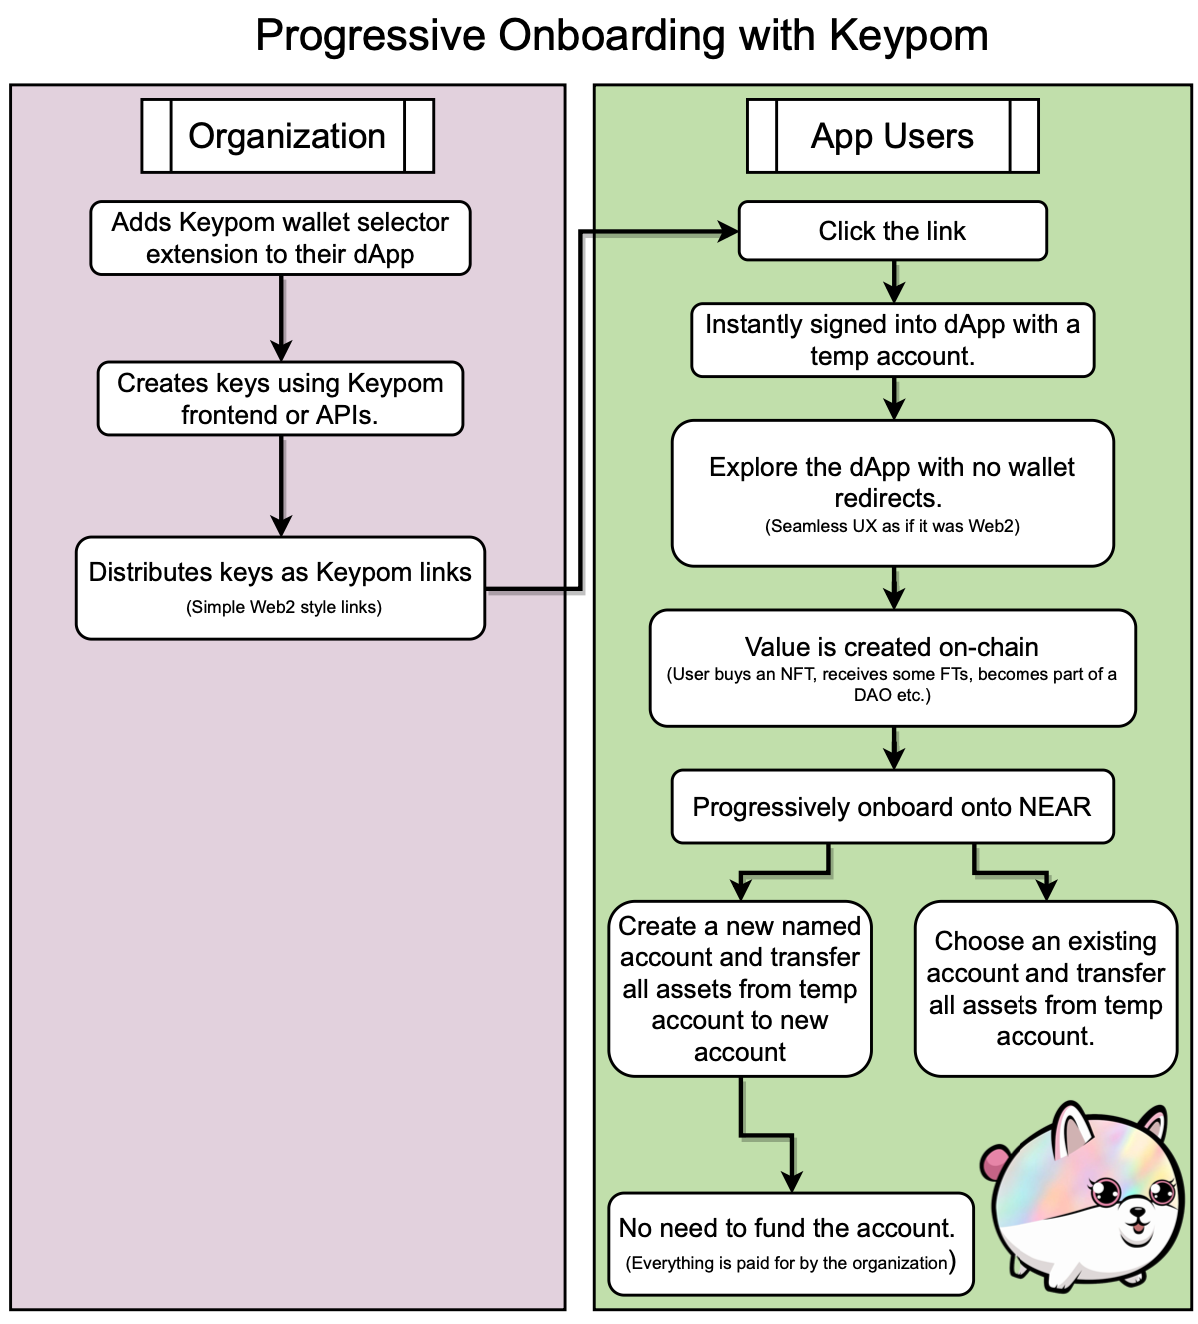 Progressive Onboarding with Keypom
Organization
Adds Keypom wallet selector
extension to their dApp
Creates keys using Keypom
frontend or APIs.
Distributes keys as Keypom links
(Simple Web2 style links)
App Users
Click the link
Instantly signed into dApp with a
temp account.
Explore the dApp with no wallet
redirects.
(Seamless UX as if it was Web2)
Value is created on-chain
(User buys an NFT, receives some FTs, becomes part of a
DAO etc.)
Progressively onboard onto NEAR
Create a new named
account and transfer
all assets from temp
account to new
account
Choose an existing
account and transfer
all assets from temp
account.
No need to fund the account.
(Everything is paid for by the organization)